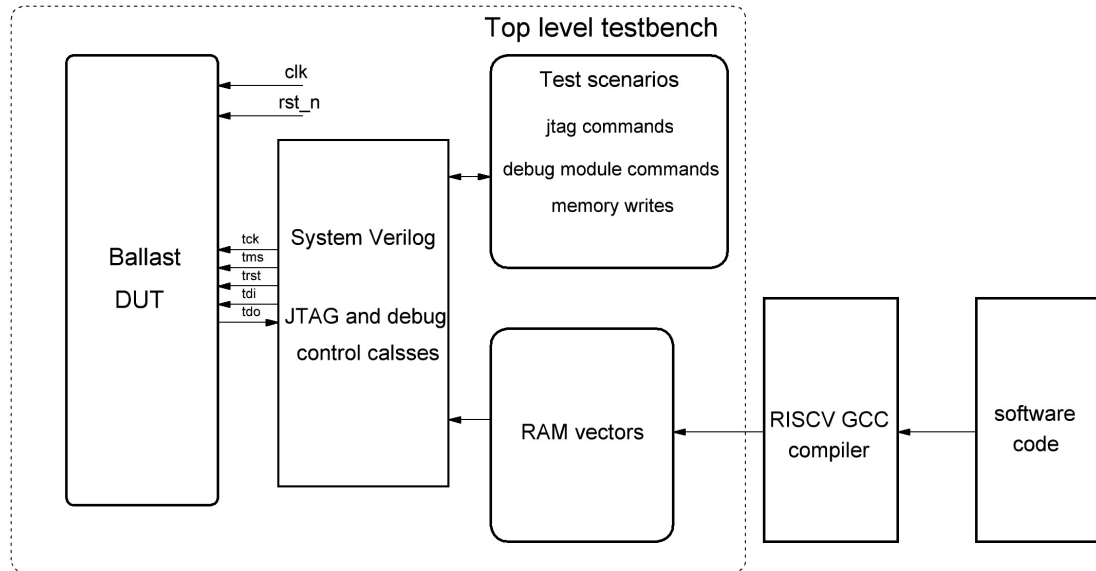 Top level testbench
clk
rst_n
Ballast
DUT
tck
tms
trst
tdi
tdo
System Verilog
JTAG and debug
control calsses
Test scenarios
jtag commands
debug module commands
memory writes
RAM vectors
RISCV GCC
compiler
software
code